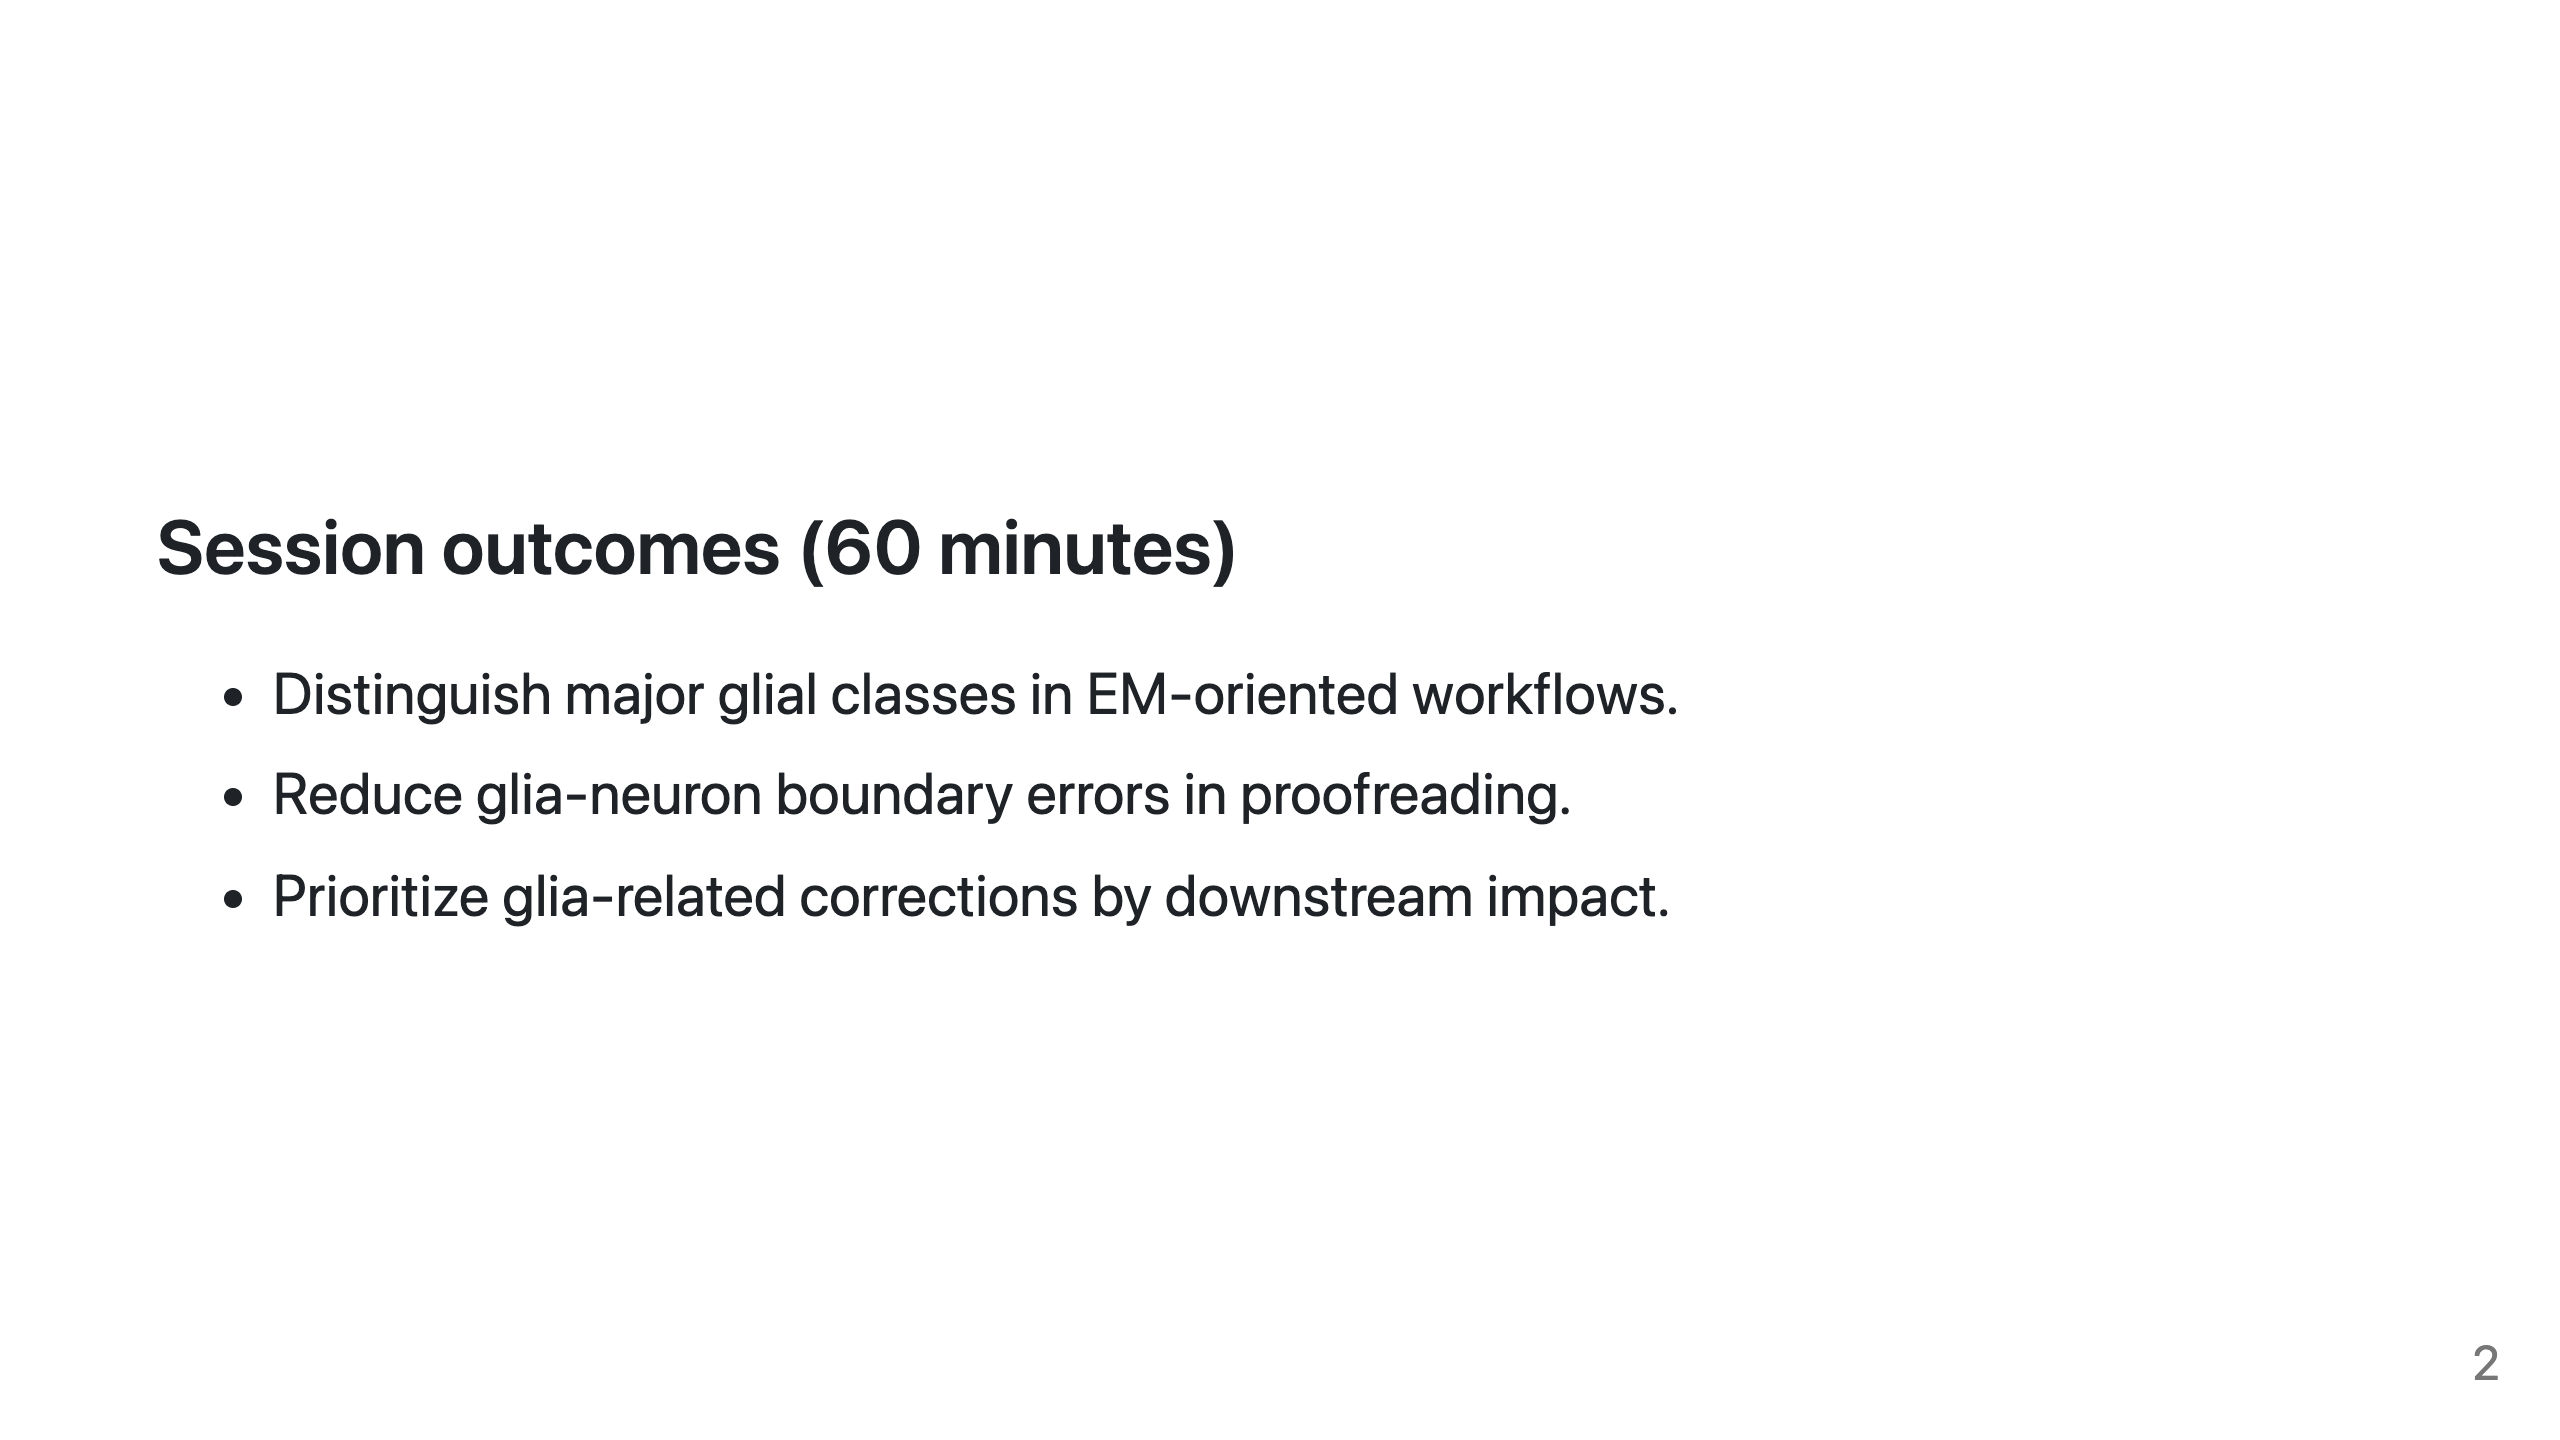 Session outcomes (60 minutes)
• Distinguish major glial classes in EM-oriented workflows.
• Reduce glia-neuron boundary errors in proofreading.
• Prioritize glia-related corrections by downstream impact.
2